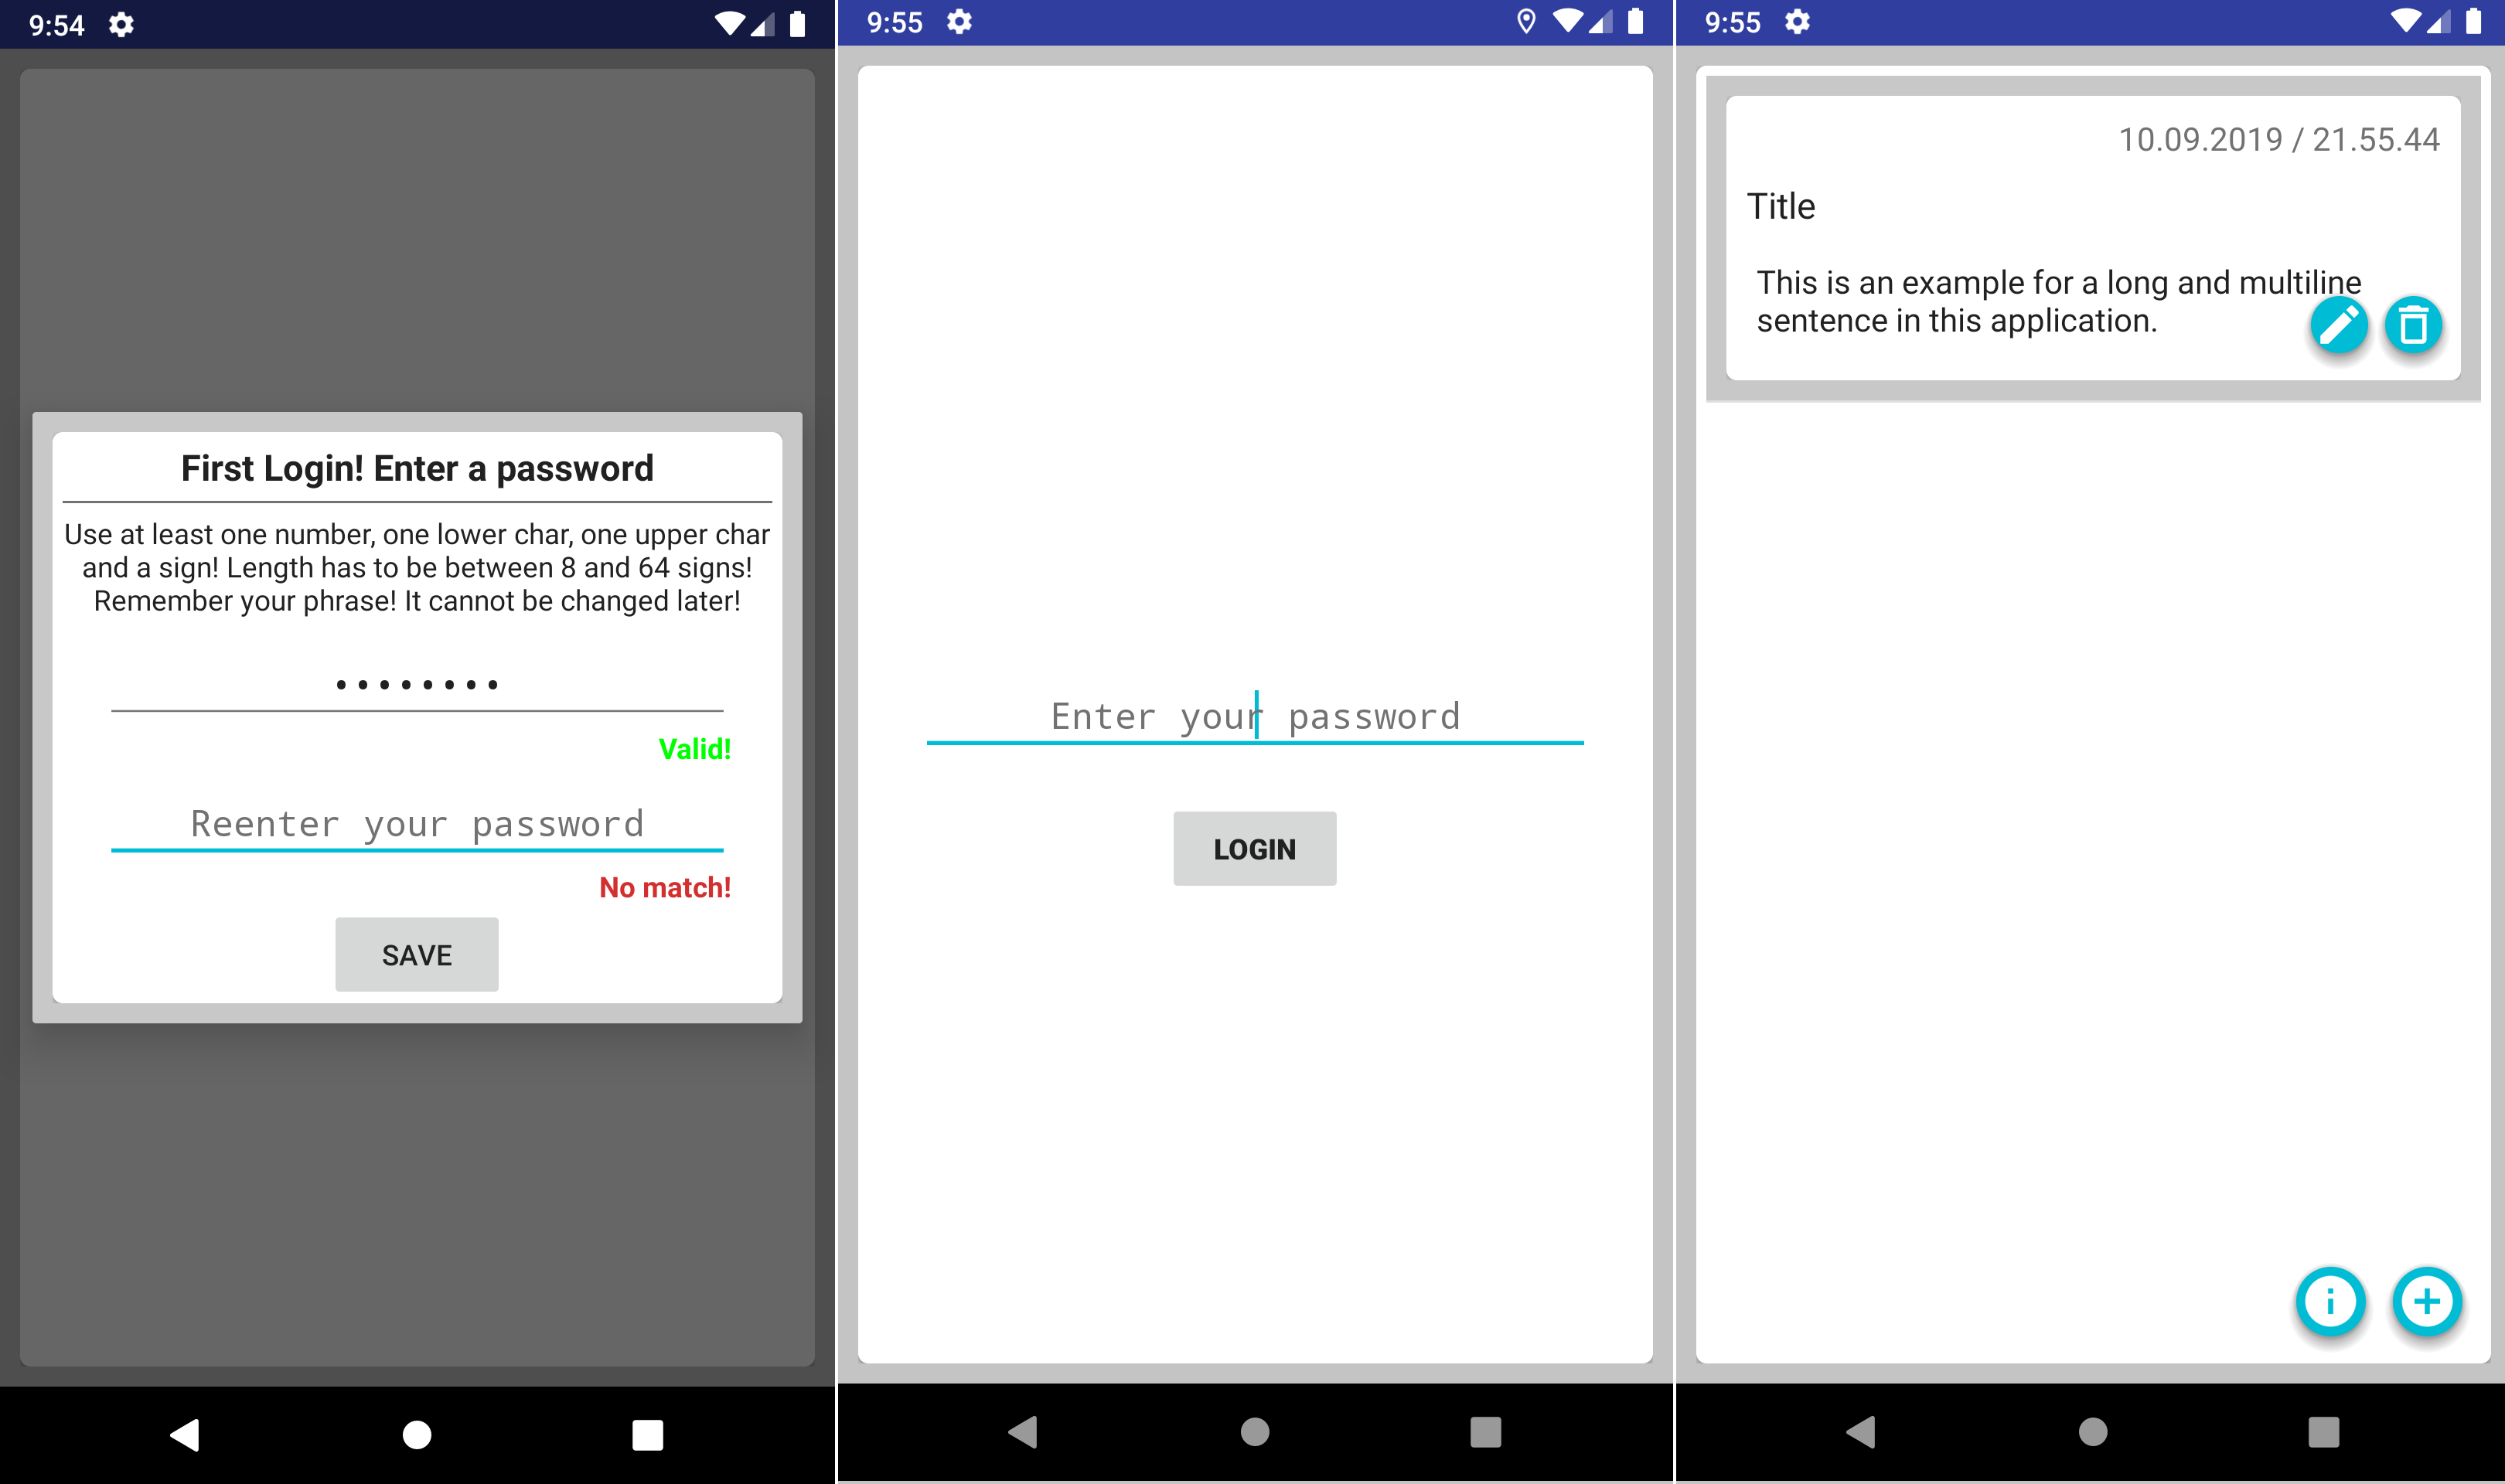 9:54
First Login! Enter a password
Use at least one number, one lower char, one upper char
and a sign! Length has to be between 8 and 64 signs!
Remember your phrase! It cannot be changed later!
••••••••
Valid!
Reenter your password
No match!
SAVE
9:55
Enter your password
LOGIN
9:55
10.09.2019 / 21.55.44
Title
This is an example for a long and multiline
sentence in this application.